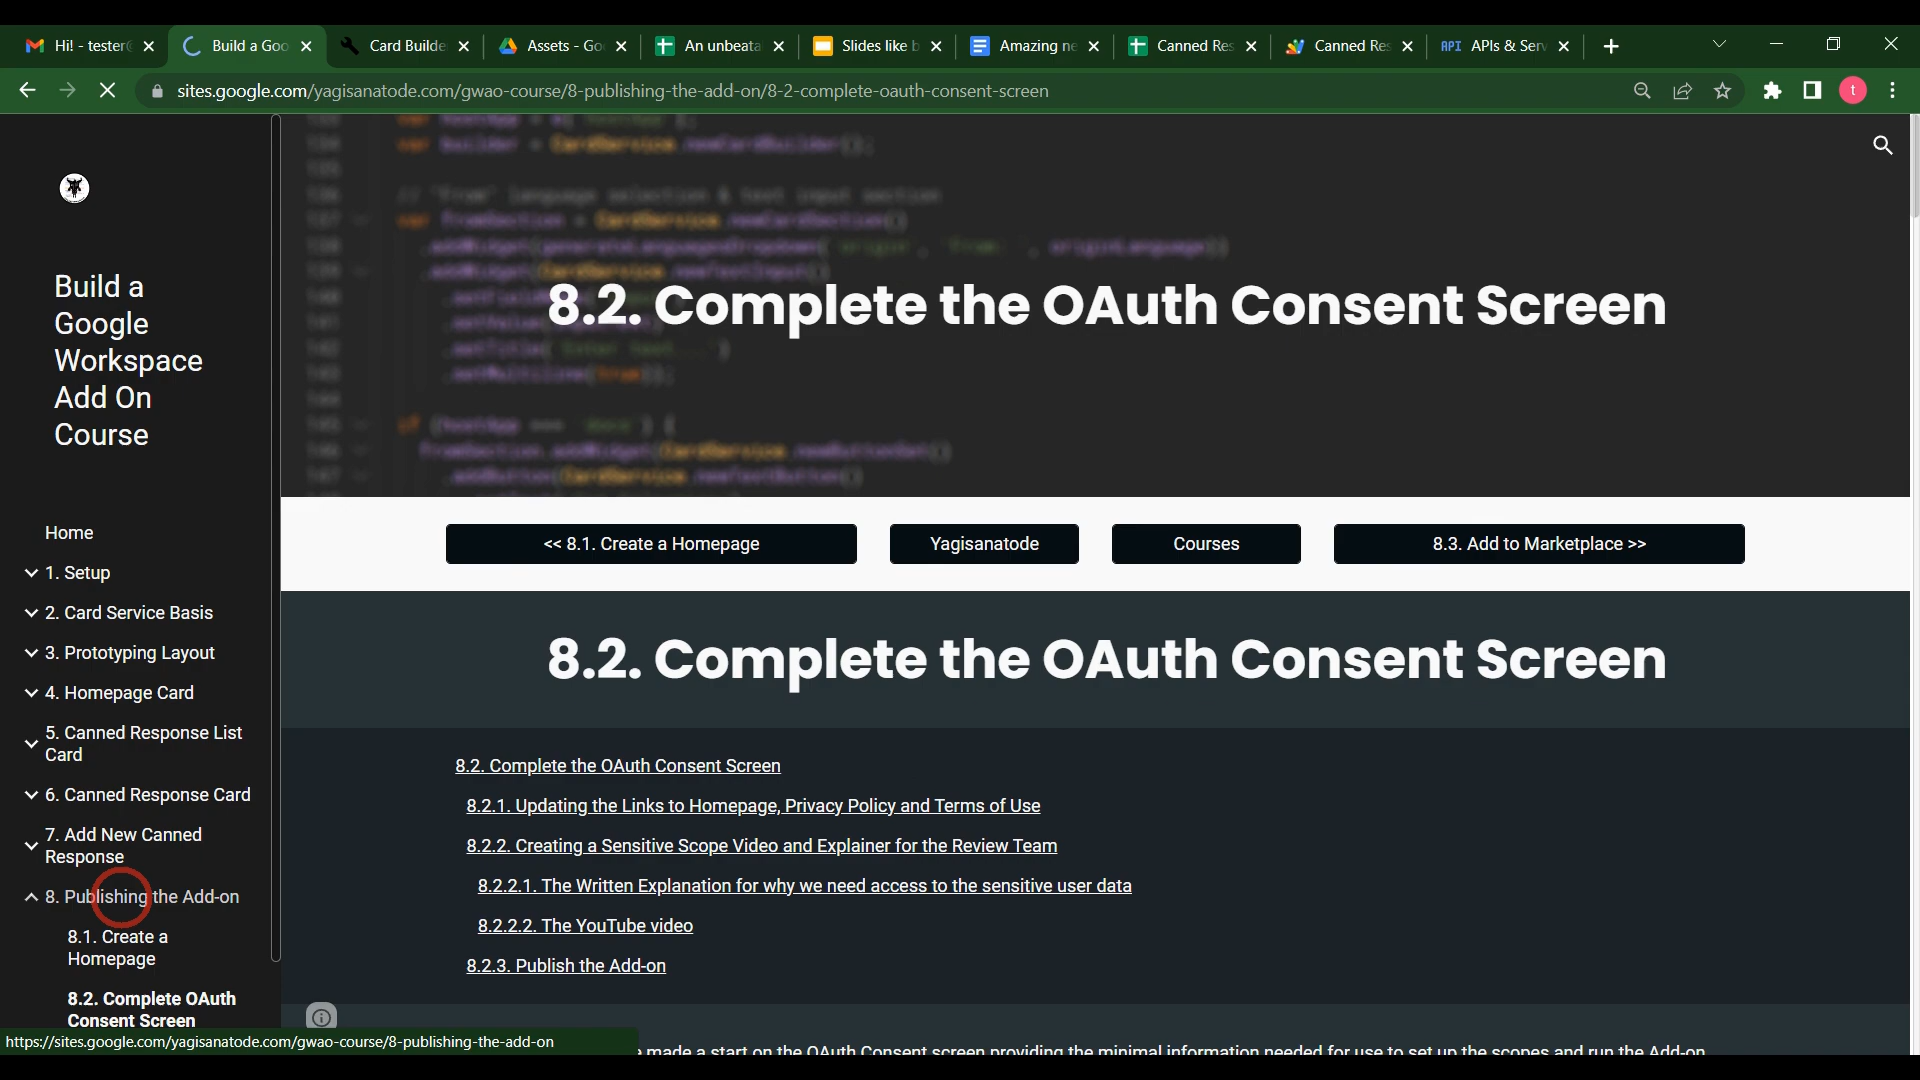 Hi! - tester
Build a Goo
Card Builde
Assets - Go
An unbeata
Slides like b
Amazing ne
Canned Res
Canned Res
API APIs & Serv
sites.google.com/yagisanatode.com/gwao-course/8-publishing-the-add-on/8-2-complete-oauth-consent-screen
t
Build a
Google
Workspace
Add On
Course
Home
1. Setup
2. Card Service Basis
3. Prototyping Layout
4. Homepage Card
5. Canned Response List
Card
6. Canned Response Card
7. Add New Canned
Response
8. Publishing the Add-on
8.1. Create a
Homepage
8.2. Complete OAuth
Consent Screen
https://sites.google.com/yagisanatode.com/gwao-course/8-publishing-the-add-on
8.2. Complete the OAuth Consent Screen
<< 8.1. Create a Homepage
Yagisanatode
Courses
8.3. Add to Marketplace >>
8.2. Complete the OAuth Consent Screen
8.2. Complete the OAuth Consent Screen
8.2.1. Updating the Links to Homepage, Privacy Policy and Terms of Use
8.2.2. Creating a Sensitive Scope Video and Explainer for the Review Team
8.2.2.1. The Written Explanation for why we need access to the sensitive user data
8.2.2.2. The YouTube video
8.2.3. Publish the Add-on
made a start on the OAuth Consent screen providing the minimal information needed for use to set up the scopes and run the Add-on